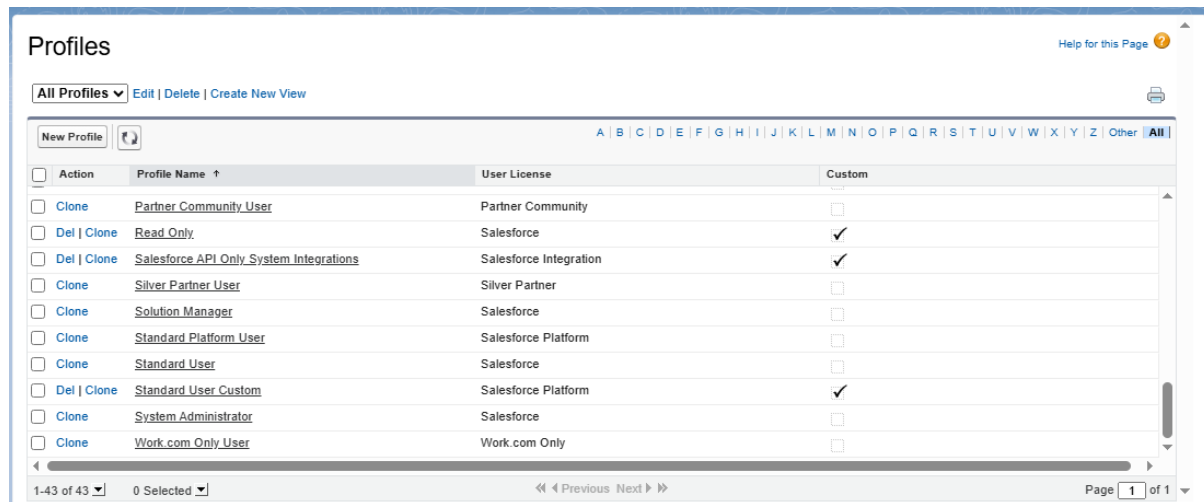 Profiles
Help for this Page ?
All Profiles Edit | Delete | Create New View
New Profile A | B | C | D | E | F | G | H | I | J | K | L | M | N | O | P | Q | R | S | T | U | V | W | X | Y | Z | Other | All
Action Profile Name ↑ User License Custom
Clone Partner Community User Partner Community
Del | Clone Read Only Salesforce ✓
Del | Clone Salesforce API Only System Integrations Salesforce Integration ✓
Clone Silver Partner User Silver Partner
Clone Solution Manager Salesforce
Clone Standard Platform User Salesforce Platform
Clone Standard User Salesforce
Del | Clone Standard User Custom Salesforce Platform ✓
Clone System Administrator Salesforce
Clone Work.com Only User Work.com Only
1-43 of 43 0 Selected Previous Next Page 1 of 1